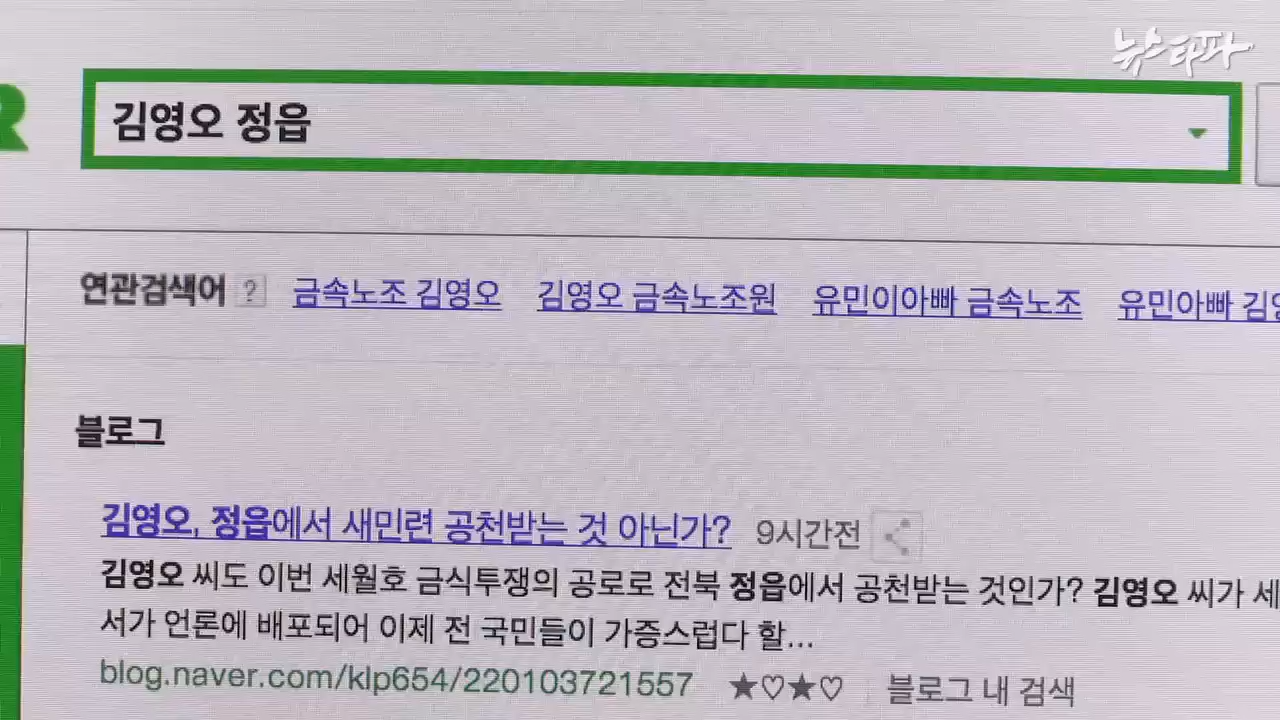 뉴스타파
R
김영오 정읍
연관검색어 ? 금속노조 김영오 김영오 금속노조원 유민이아빠 금속노조 유민아빠
블로그
김영오, 정읍에서 새민련 공천받는 것 아닌가? 9시간전
김영오 씨도 이번 세월호 금식투쟁의 공로로 전북 정읍에서 공천받는 것인가? 김영오 씨가 세
서가 언론에 배포되어 이제 전 국민들이 가증스럽다 할...
blog.naver.com/klp654/220103721557 ★♡★♡ 블로그 내 검색